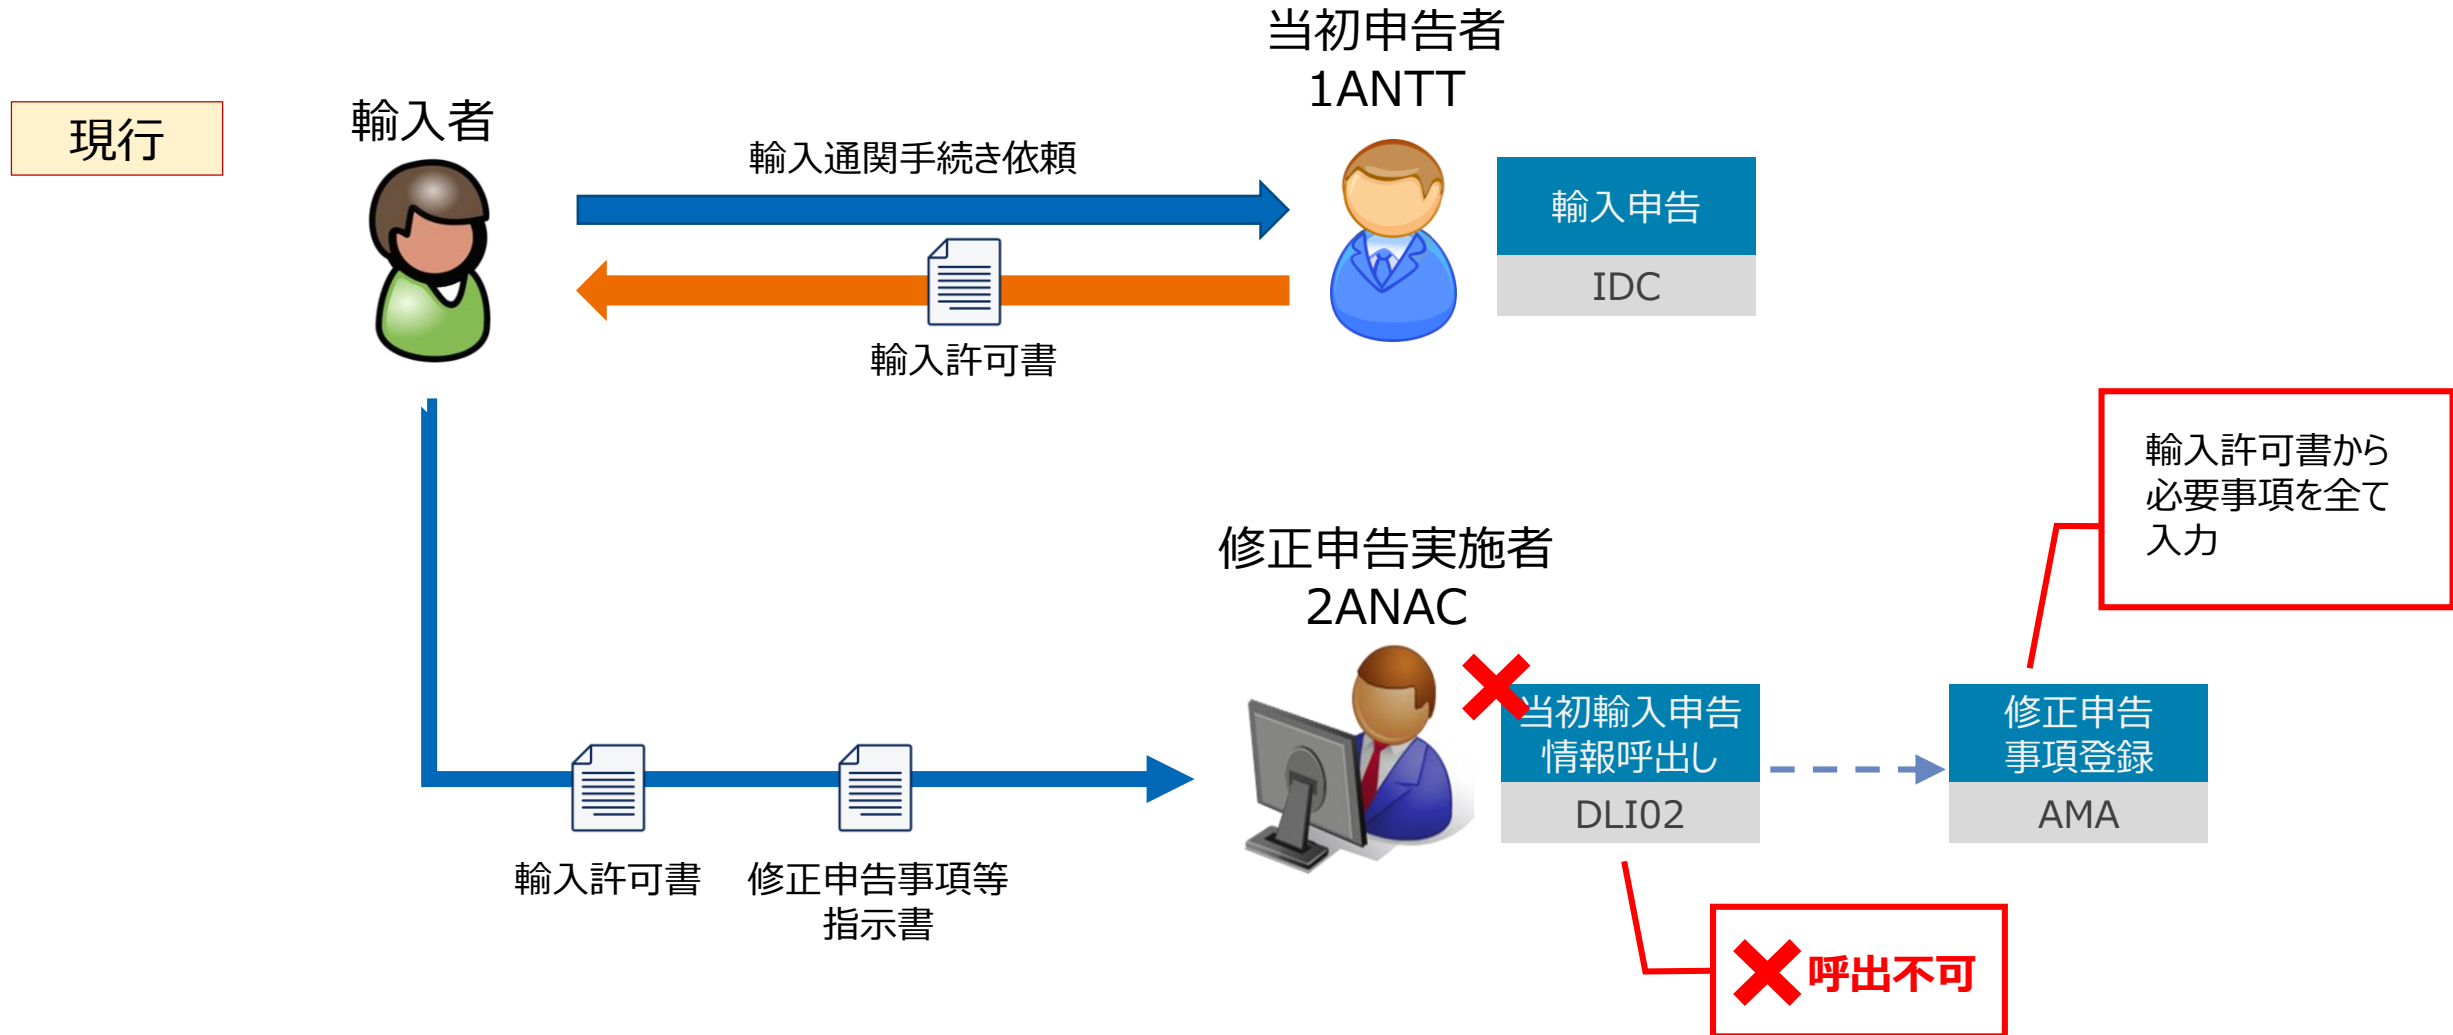 現行
輸入者
当初申告者
1ANTT
輸入通関手続き依頼
輸入申告
IDC
輸入許可書
輸入許可書から
必要事項を全て
入力
修正申告実施者
2ANAC
当初輸入申告
情報呼出し
DLI02
修正申告
事項登録
AMA
輸入許可書
修正申告事項等
指示書
呼出不可